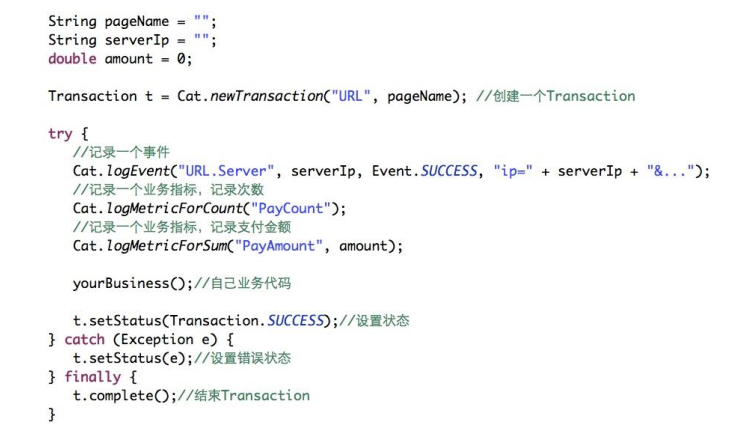 String pageName = "";
String serverIp = "";
double amount = 0;
Transaction t = Cat.newTransaction("URL", pageName); //创建一个Transaction
try {
//记录一个事件
Cat.logEvent("URL.Server", serverIp, Event.SUCCESS, "ip=" + serverIp + "&...");
//记录一个业务指标，记录次数
Cat.logMetricForCount("PayCount");
//记录一个业务指标，记录支付金额
Cat.logMetricForSum("PayAmount", amount);
yourBusiness();//自己业务代码
t.setStatus(Transaction.SUCCESS);//设置状态
} catch (Exception e) {
t.setStatus(e);//设置错误状态
} finally {
t.complete();//结束Transaction
}